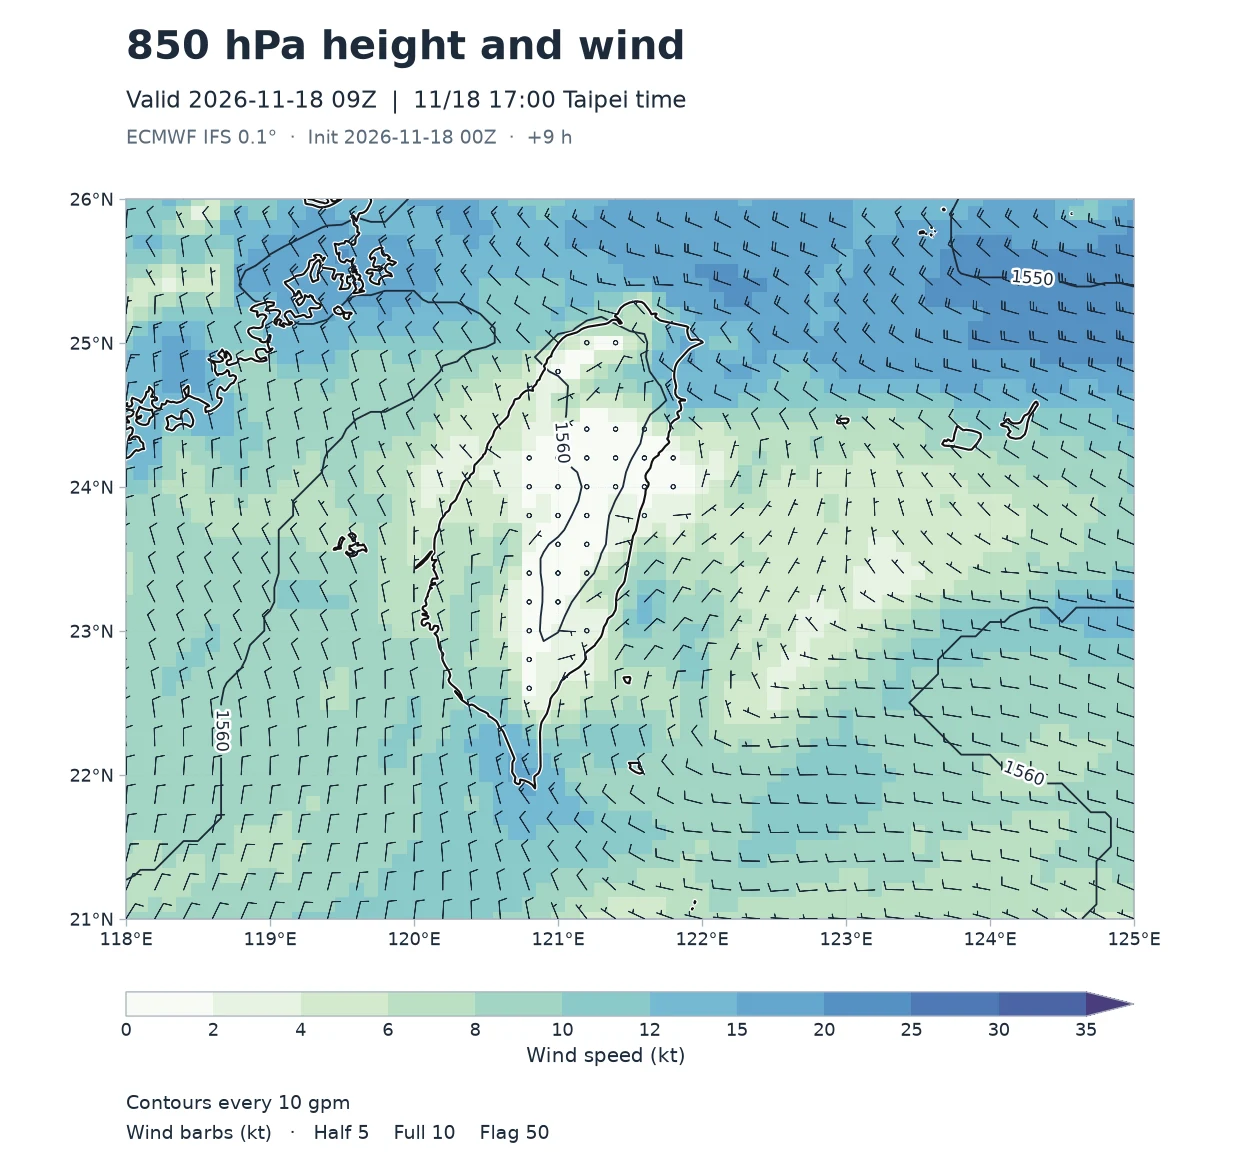 850 hPa height and wind
Valid 2026-11-18 09Z | 11/18 17:00 Taipei time
ECMWF IFS 0.1° · Init 2026-11-18 00Z · +9 h
26°N
1550
25°N
1560
24°N
23°N
1560
22°N
1560
21°N
118°E 119°E 120°E 121°E 122°E 123°E 124°E 125°E
0 2 4 6 8 10 12 15 20 25 30 35
Wind speed (kt)
Contours every 10 gpm
Wind barbs (kt) · Half 5 Full 10 Flag 50